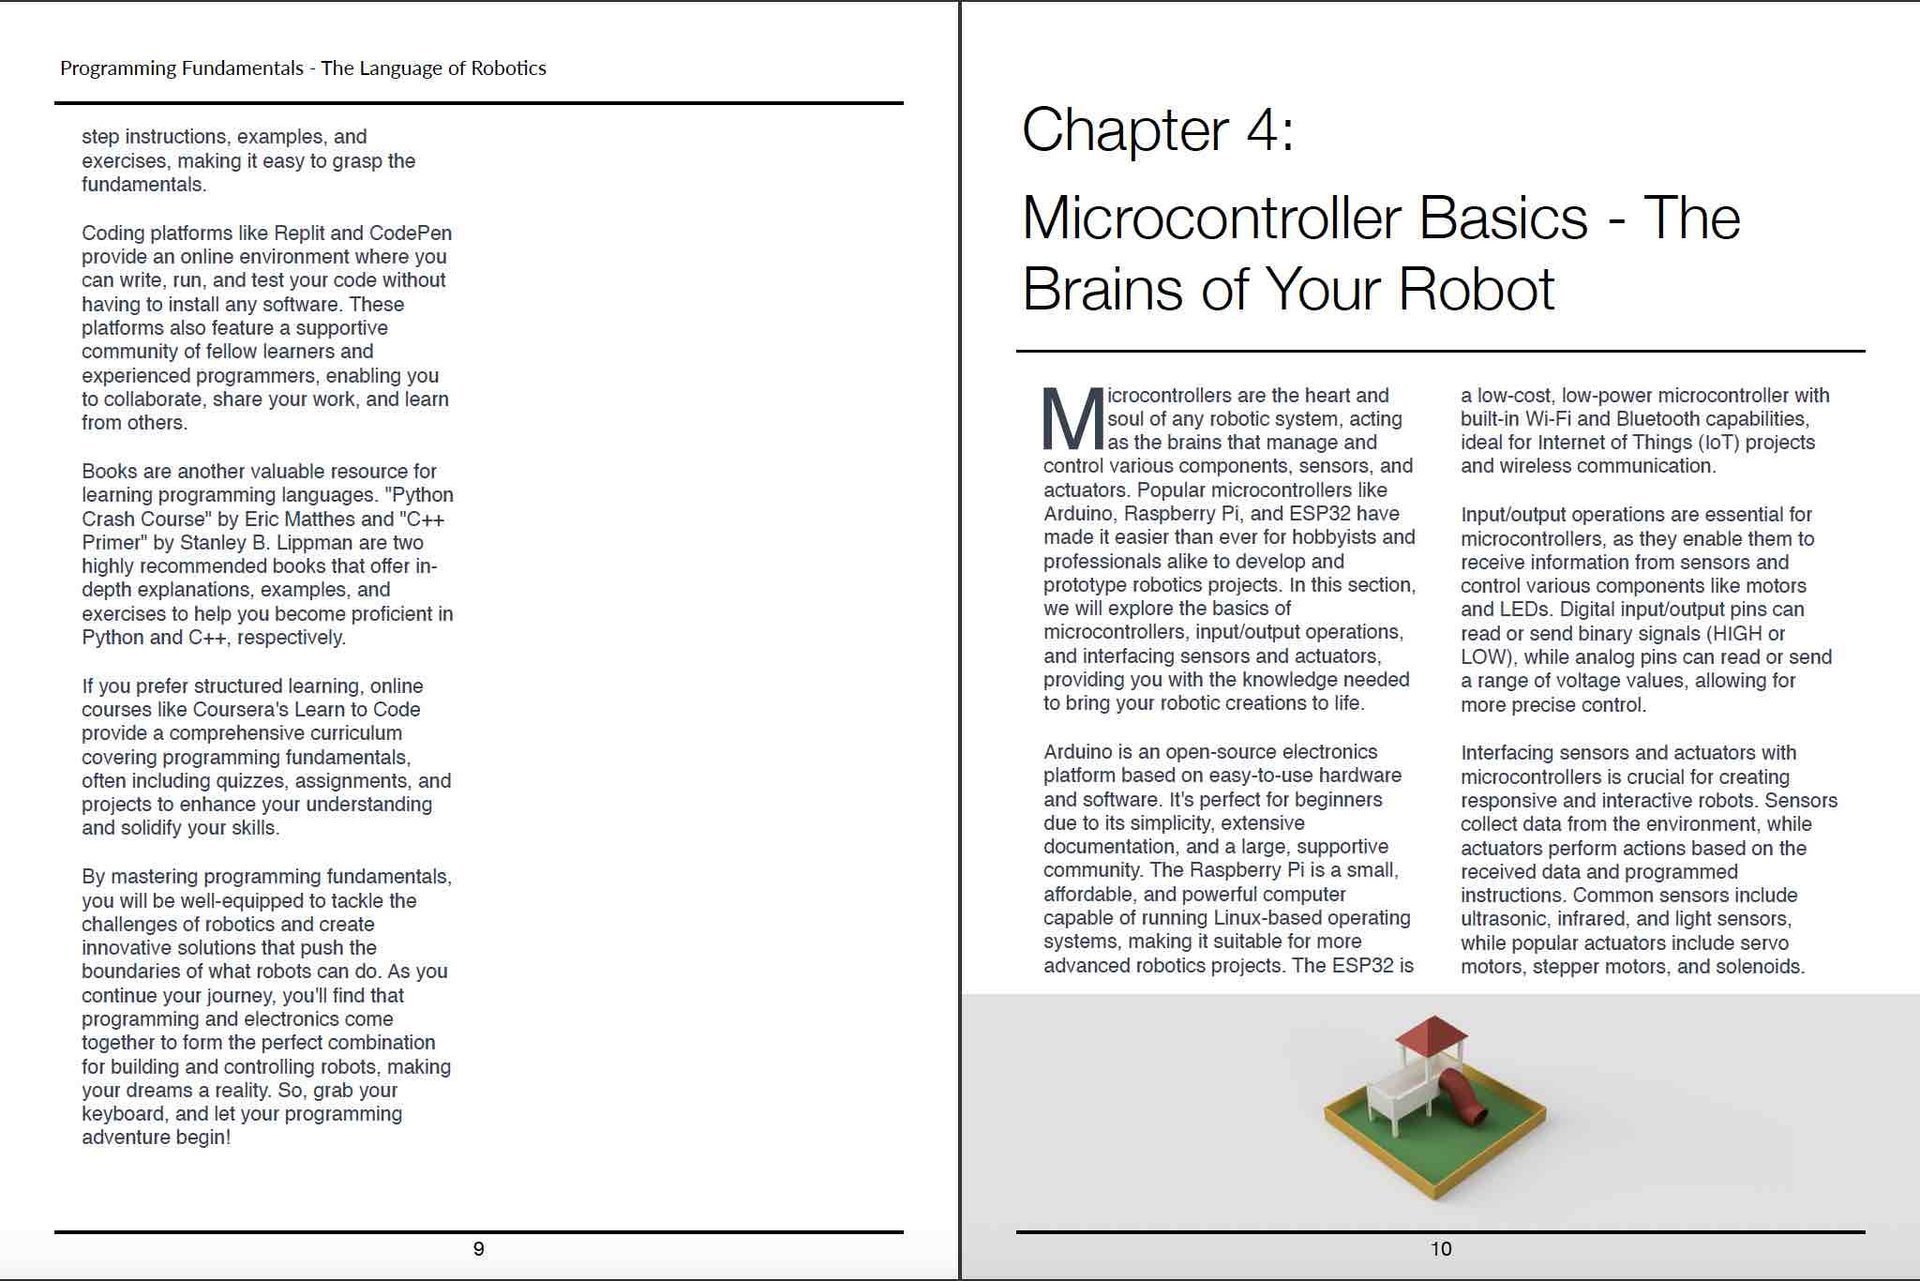 Programming Fundamentals - The Language of Robotics
step instructions, examples, and
exercises, making it easy to grasp the
fundamentals.
Coding platforms like Replit and CodePen
provide an online environment where you
can write, run, and test your code without
having to install any software. These
platforms also feature a supportive
community of fellow learners and
experienced programmers, enabling you
to collaborate, share your work, and learn
from others.
Books are another valuable resource for
learning programming languages. "Python
Crash Course" by Eric Matthes and "C++
Primer" by Stanley B. Lippman are two
highly recommended books that offer in-
depth explanations, examples, and
exercises to help you become proficient in
Python and C++, respectively.
If you prefer structured learning, online
courses like Coursera's Learn to Code
provide a comprehensive curriculum
covering programming fundamentals,
often including quizzes, assignments, and
projects to enhance your understanding
and solidify your skills.
By mastering programming fundamentals,
you will be well-equipped to tackle the
challenges of robotics and create
innovative solutions that push the
boundaries of what robots can do. As you
continue your journey, you'll find that
programming and electronics come
together to form the perfect combination
for building and controlling robots, making
your dreams a reality. So, grab your
keyboard, and let your programming
adventure begin!
9
Chapter 4:
Microcontroller Basics - The
Brains of Your Robot
Microcontrollers are the heart and
soul of any robotic system, acting
as the brains that manage and
control various components, sensors, and
actuators. Popular microcontrollers like
Arduino, Raspberry Pi, and ESP32 have
made it easier than ever for hobbyists and
professionals alike to develop and
prototype robotics projects. In this section,
we will explore the basics of
microcontrollers, input/output operations,
and interfacing sensors and actuators,
providing you with the knowledge needed
to bring your robotic creations to life.
Arduino is an open-source electronics
platform based on easy-to-use hardware
and software. It's perfect for beginners
due to its simplicity, extensive
documentation, and a large, supportive
community. The Raspberry Pi is a small,
affordable, and powerful computer
capable of running Linux-based operating
systems, making it suitable for more
advanced robotics projects. The ESP32 is
a low-cost, low-power microcontroller with
built-in Wi-Fi and Bluetooth capabilities,
ideal for Internet of Things (IoT) projects
and wireless communication.
Input/output operations are essential for
microcontrollers, as they enable them to
receive information from sensors and
control various components like motors
and LEDs. Digital input/output pins can
read or send binary signals (HIGH or
LOW), while analog pins can read or send
a range of voltage values, allowing for
more precise control.
Interfacing sensors and actuators with
microcontrollers is crucial for creating
responsive and interactive robots. Sensors
collect data from the environment, while
actuators perform actions based on the
received data and programmed
instructions. Common sensors include
ultrasonic, infrared, and light sensors,
while popular actuators include servo
motors, stepper motors, and solenoids.
10